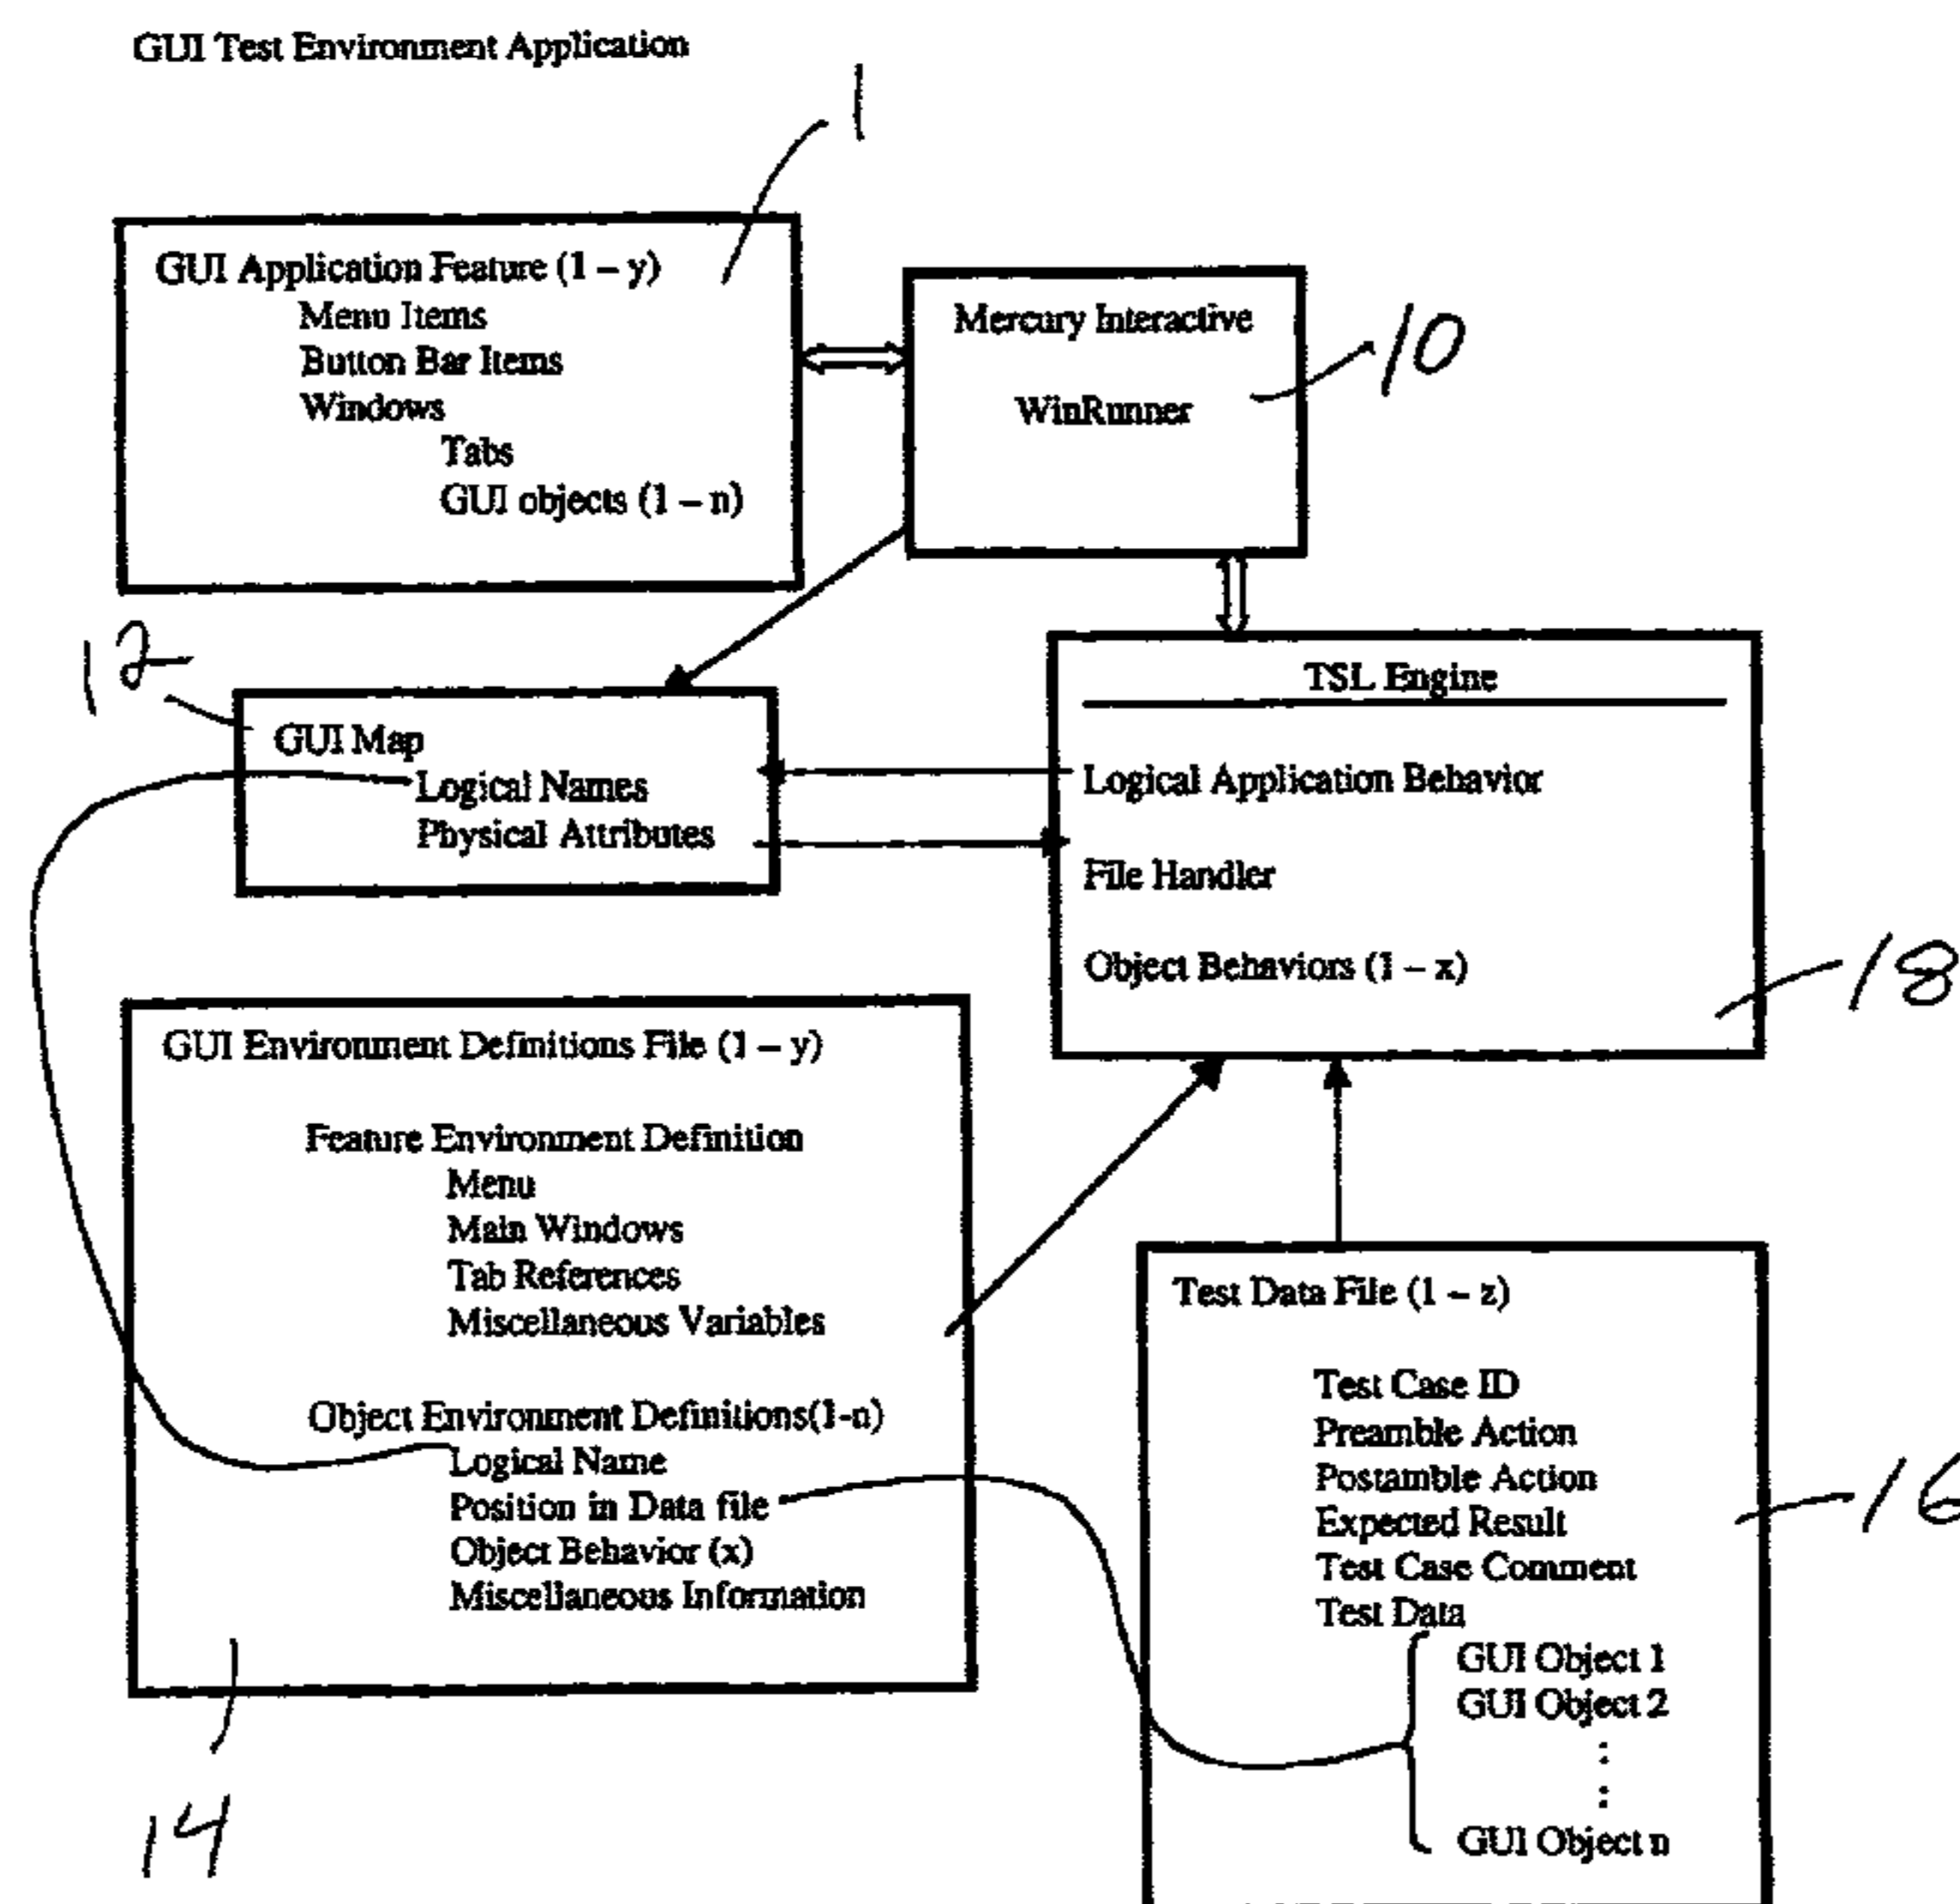 GUI Test Environment Application
1
GUI Application Feature (1 – y)
Menu Items
Button Bar Items
Windows
Tabs
GUI objects (1 – n)
Mercury Interactive
WinRunner
10
12
GUI Map
Logical Names
Physical Attributes
TSL Engine
Logical Application Behavior
File Handler
Object Behaviors (1 – x)
18
GUI Environment Definitions File (1 – y)
Feature Environment Definition
Menu
Main Windows
Tab References
Miscellaneous Variables
Object Environment Definitions(1-n)
Logical Name
Position in Data file
Object Behavior (x)
Miscellaneous Information
14
Test Data File (1 – z)
Test Case ID
Preamble Action
Postamble Action
Expected Result
Test Case Comment
Test Data
GUI Object 1
GUI Object 2
:
:
GUI Object n
16